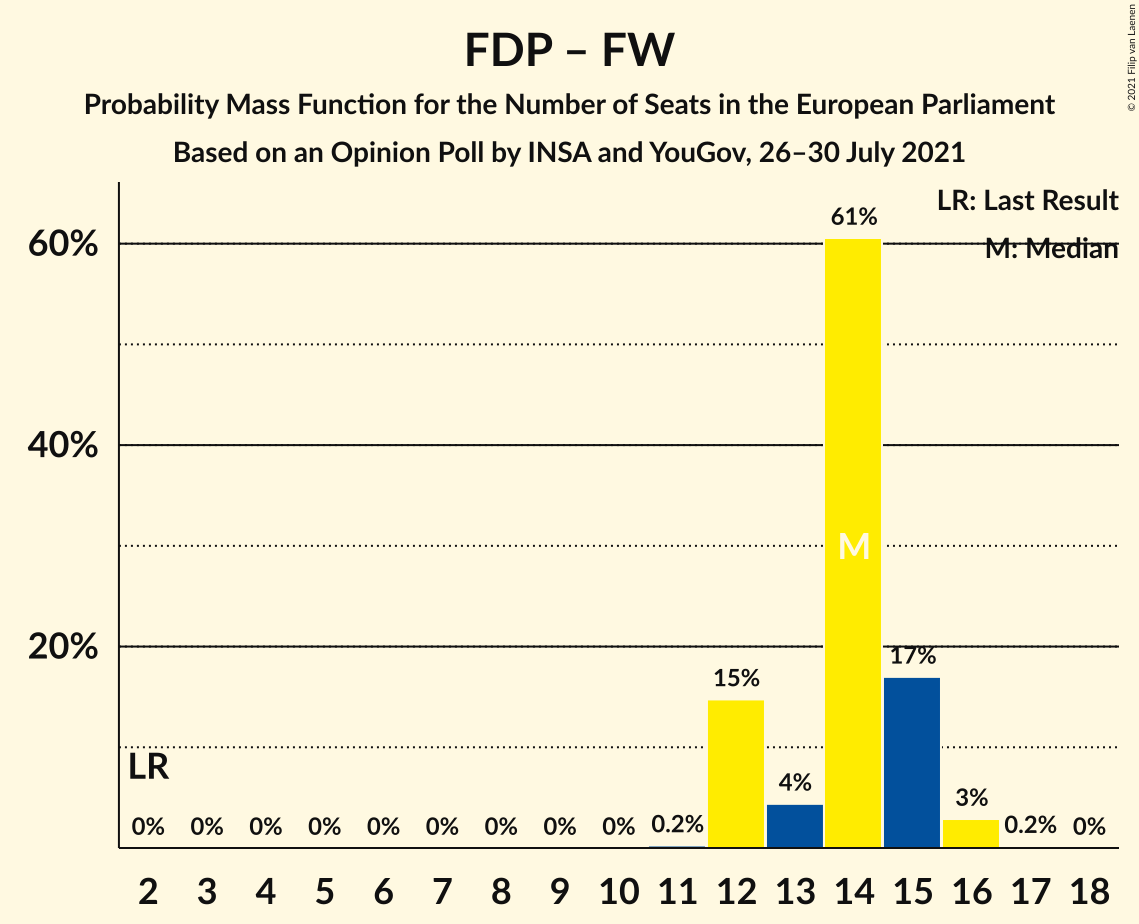 FDP – FW
Probability Mass Function for the Number of Seats in the European Parliament
Based on an Opinion Poll by INSA and YouGov, 26–30 July 2021
© 2021 Filip van Laenen
LR: Last Result
M: Median
60%
40%
20%
61%
M
17%
15%
LR
4%
3%
0% 0% 0% 0% 0% 0% 0% 0% 0% 0.2% 0.2% 0%
2 3 4 5 6 7 8 9 10 11 12 13 14 15 16 17 18